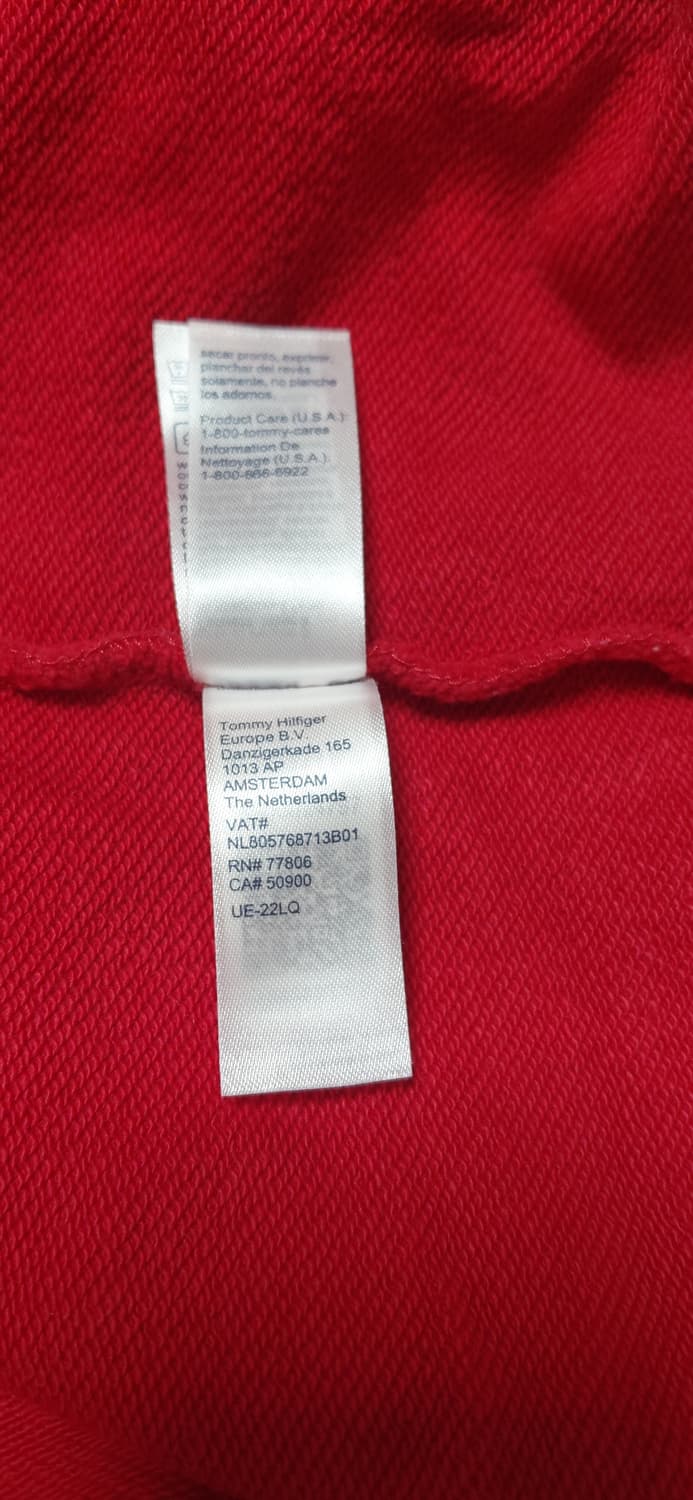 secar pronto, exprimir,
planchar del revés
solamente, no planche
los adornos.
Product Care (U.S.A.):
1-800-tommy-cares
Information De
Nettoyage (U.S.A.):
1-800-866-6922
Tommy Hilfiger
Europe B.V.
Danzigerkade 165
1013 AP
AMSTERDAM
The Netherlands
VAT#
NL805768713B01
RN# 77806
CA# 50900
UE-22LQ